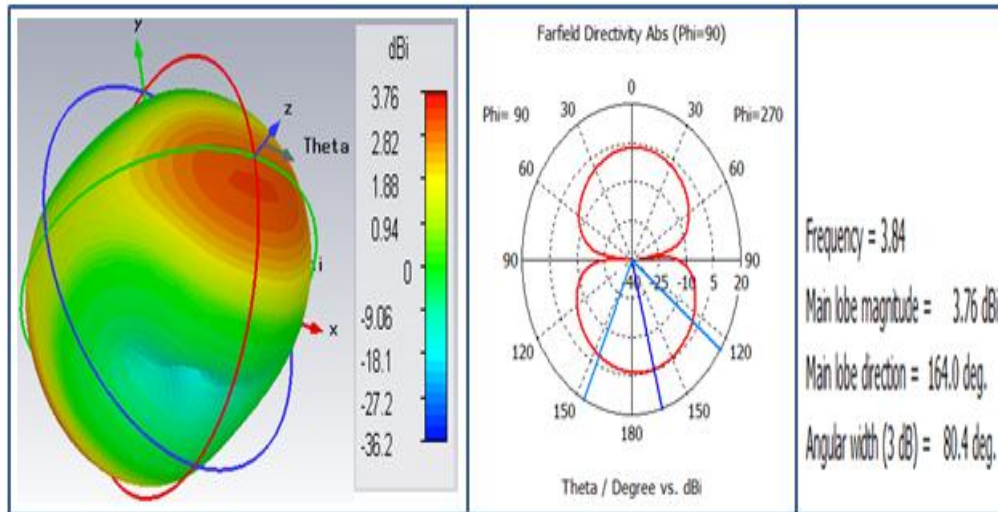 y
z
Theta
x
dBi
3.76
2.82
1.88
0.94
0
-9.06
-18.1
-27.2
-36.2
Farfield Directivity Abs (Phi=90)
Phi= 90
Phi=270
0
30
30
60
60
90
-40
-25
-10
5
20
90
120
120
150
150
180
Theta / Degree vs. dBi
Frequency = 3.84
Main lobe magnitude = 3.76 dBi
Main lobe direction = 164.0 deg.
Angular width (3 dB) = 80.4 deg.